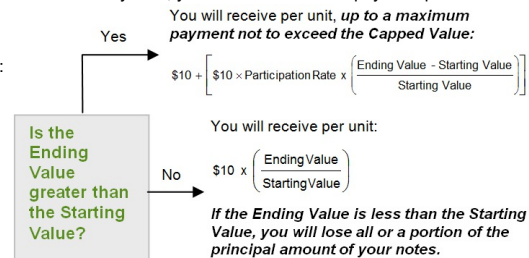 You will receive per unit, up to a maximum
Yes payment not to exceed the Capped Value:
:
$10 + [ $10 × Participation Rate x ( Ending Value - Starting Value / Starting Value ) ]
Is the
Ending
Value
greater than
the Starting
Value?
You will receive per unit:
No $10 x ( Ending Value / Starting Value )
If the Ending Value is less than the Starting
Value, you will lose all or a portion of the
principal amount of your notes.